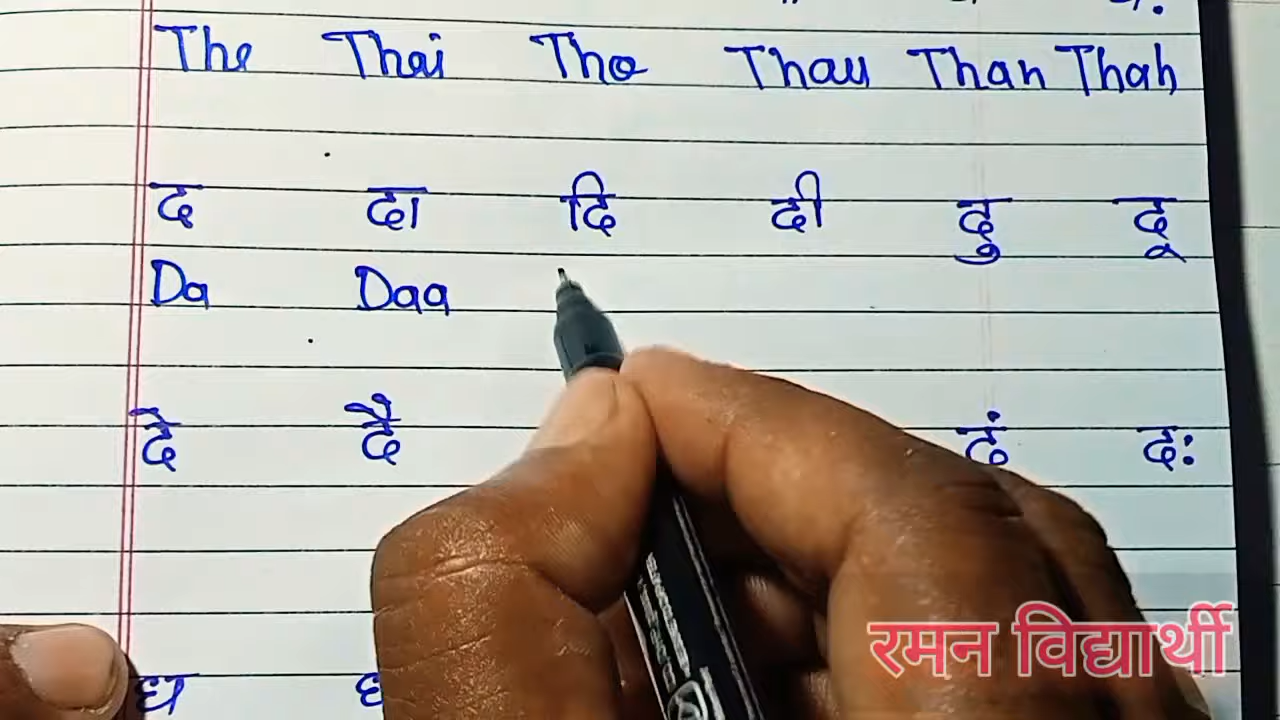 The Thai Tho Thau Than Thah
द दा दि दी दु दू
Da Daa
दे दै दं दः
ध
रमन विद्यार्थी